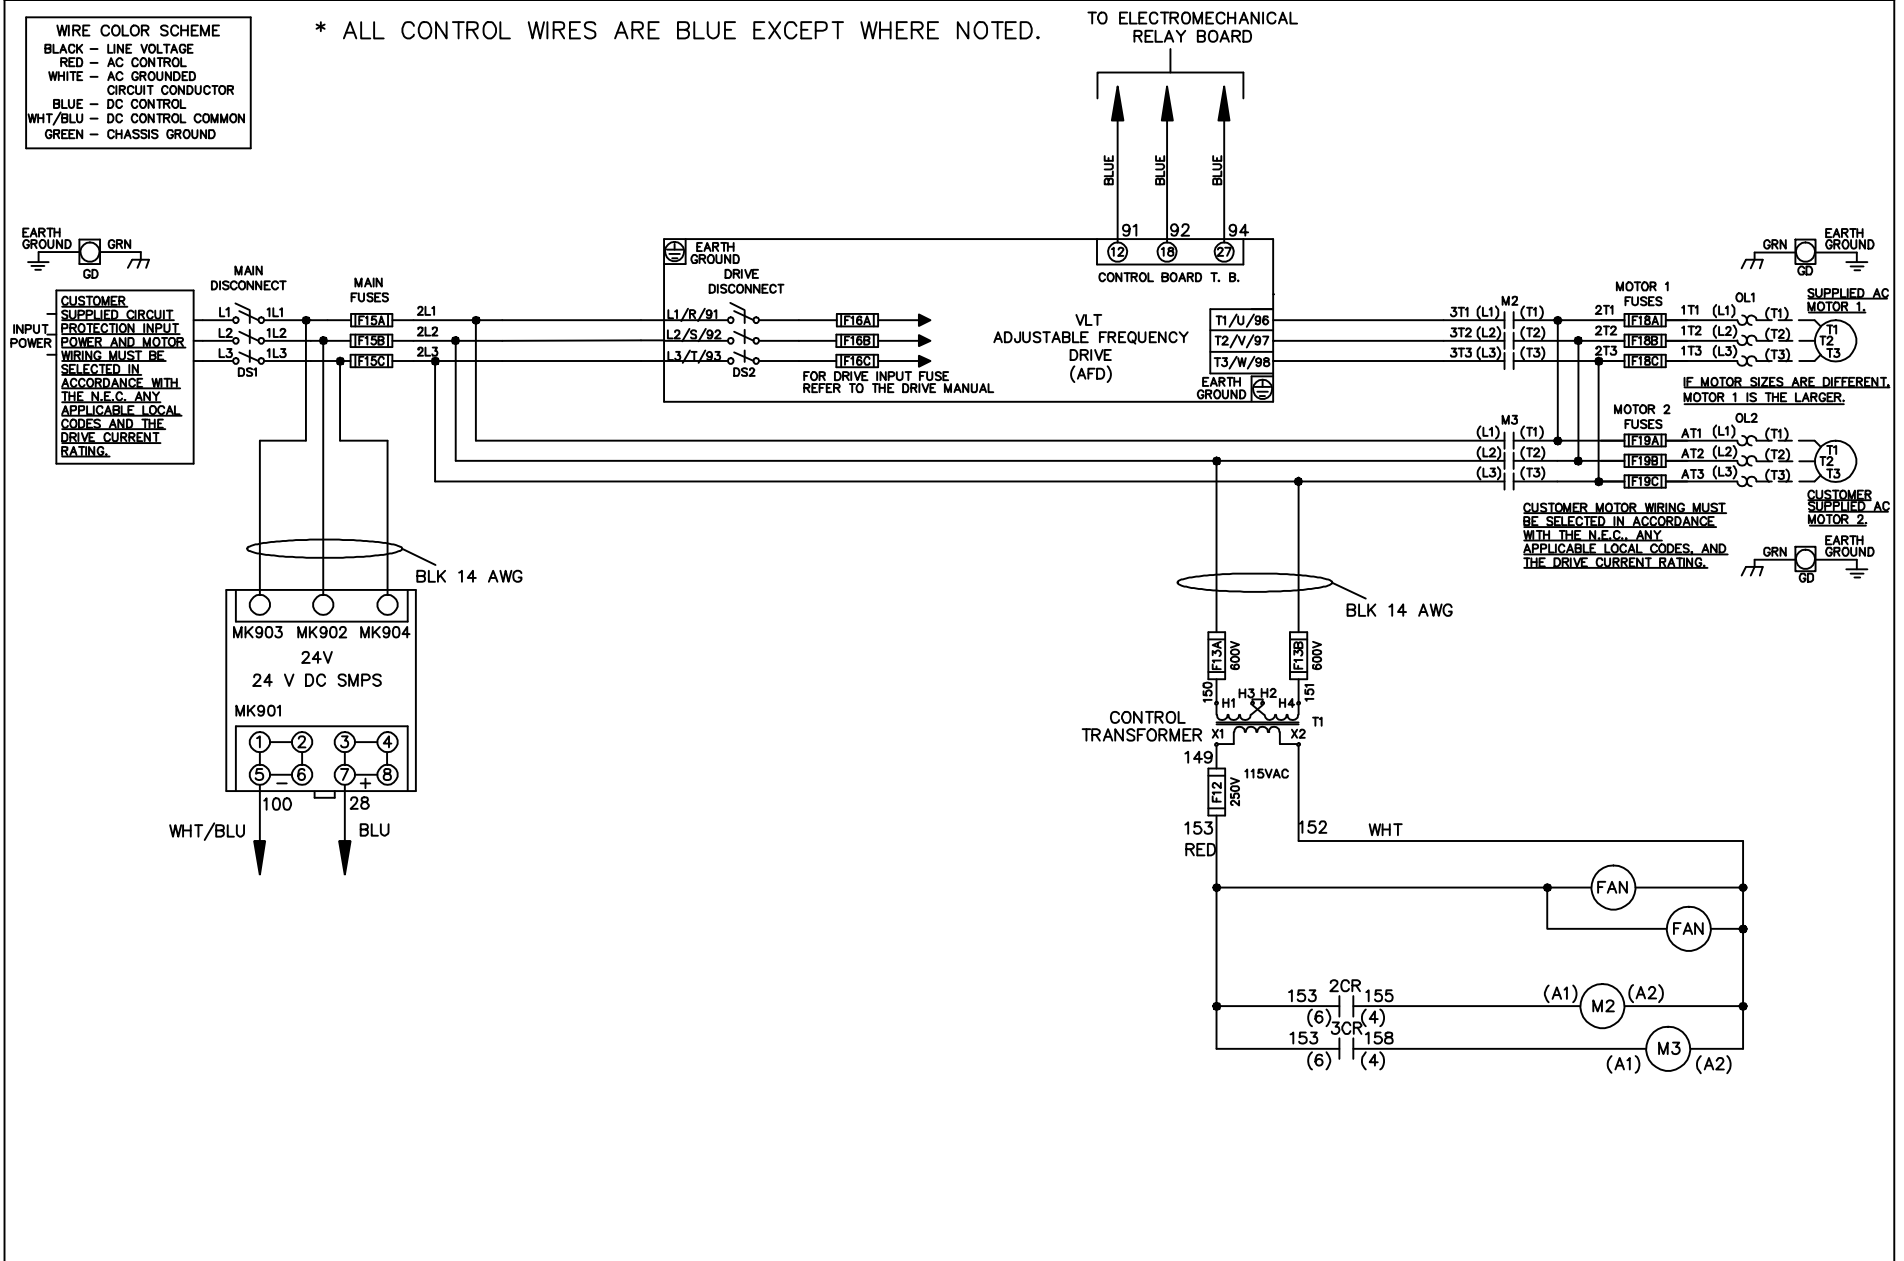 WIRE COLOR SCHEME
BLACK – LINE VOLTAGE
RED – AC CONTROL
WHITE – AC GROUNDED
CIRCUIT CONDUCTOR
BLUE – DC CONTROL
WHT/BLU – DC CONTROL COMMON
GREEN – CHASSIS GROUND
* ALL CONTROL WIRES ARE BLUE EXCEPT WHERE NOTED.
TO ELECTROMECHANICAL
RELAY BOARD
BLUE
BLUE
BLUE
91
92
94
12
18
27
CONTROL BOARD T. B.
EARTH
GROUND
GRN
GD
CUSTOMER
SUPPLIED CIRCUIT
PROTECTION INPUT
POWER AND MOTOR
WIRING MUST BE
SELECTED IN
ACCORDANCE WITH
THE N.E.C. ANY
APPLICABLE LOCAL
CODES AND THE
DRIVE CURRENT
RATING.
INPUT
POWER
MAIN
DISCONNECT
L1 1L1
L2 1L2
L3 1L3
DS1
MAIN
FUSES
F15A
F15B
F15C
2L1
2L2
2L3
EARTH
GROUND
DRIVE
DISCONNECT
L1/R/91
L2/S/92
L3/T/93
DS2
F16A
F16B
F16C
FOR DRIVE INPUT FUSE
REFER TO THE DRIVE MANUAL
VLT
ADJUSTABLE FREQUENCY
DRIVE
(AFD)
T1/U/96
T2/V/97
T3/W/98
EARTH
GROUND
M2
3T1 (L1) (T1)
3T2 (L2) (T2)
3T3 (L3) (T3)
MOTOR 1
FUSES
2T1 F18A 1T1 (L1)
2T2 F18B 1T2 (L2)
2T3 F18C 1T3 (L3)
OL1
(T1)
(T2)
(T3)
GRN
GD
EARTH
GROUND
SUPPLIED AC
MOTOR 1.
T1
T2
T3
IF MOTOR SIZES ARE DIFFERENT,
MOTOR 1 IS THE LARGER.
M3
(L1) (T1)
(L2) (T2)
(L3) (T3)
MOTOR 2
FUSES
F19A AT1 (L1)
F19B AT2 (L2)
F19C AT3 (L3)
OL2
(T1)
(T2)
(T3)
T1
T2
T3
CUSTOMER
SUPPLIED AC
MOTOR 2.
CUSTOMER MOTOR WIRING MUST
BE SELECTED IN ACCORDANCE
WITH THE N.E.C., ANY
APPLICABLE LOCAL CODES, AND
THE DRIVE CURRENT RATING.
GRN
GD
EARTH
GROUND
BLK 14 AWG
MK903 MK902 MK904
24V
24 V DC SMPS
MK901
1 2 3 4
5 6 7 8
– +
100
28
WHT/BLU
BLU
BLK 14 AWG
F13A
600V
F13B
600V
150
151
H1 H3 H2 H4
T1
CONTROL
TRANSFORMER
X1 X2
149
115VAC
F12
250V
153
RED
152
WHT
FAN
FAN
2CR
153 155
(6) (4)
(A1) M2 (A2)
3CR
153 158
(6) (4)
(A1) M3 (A2)